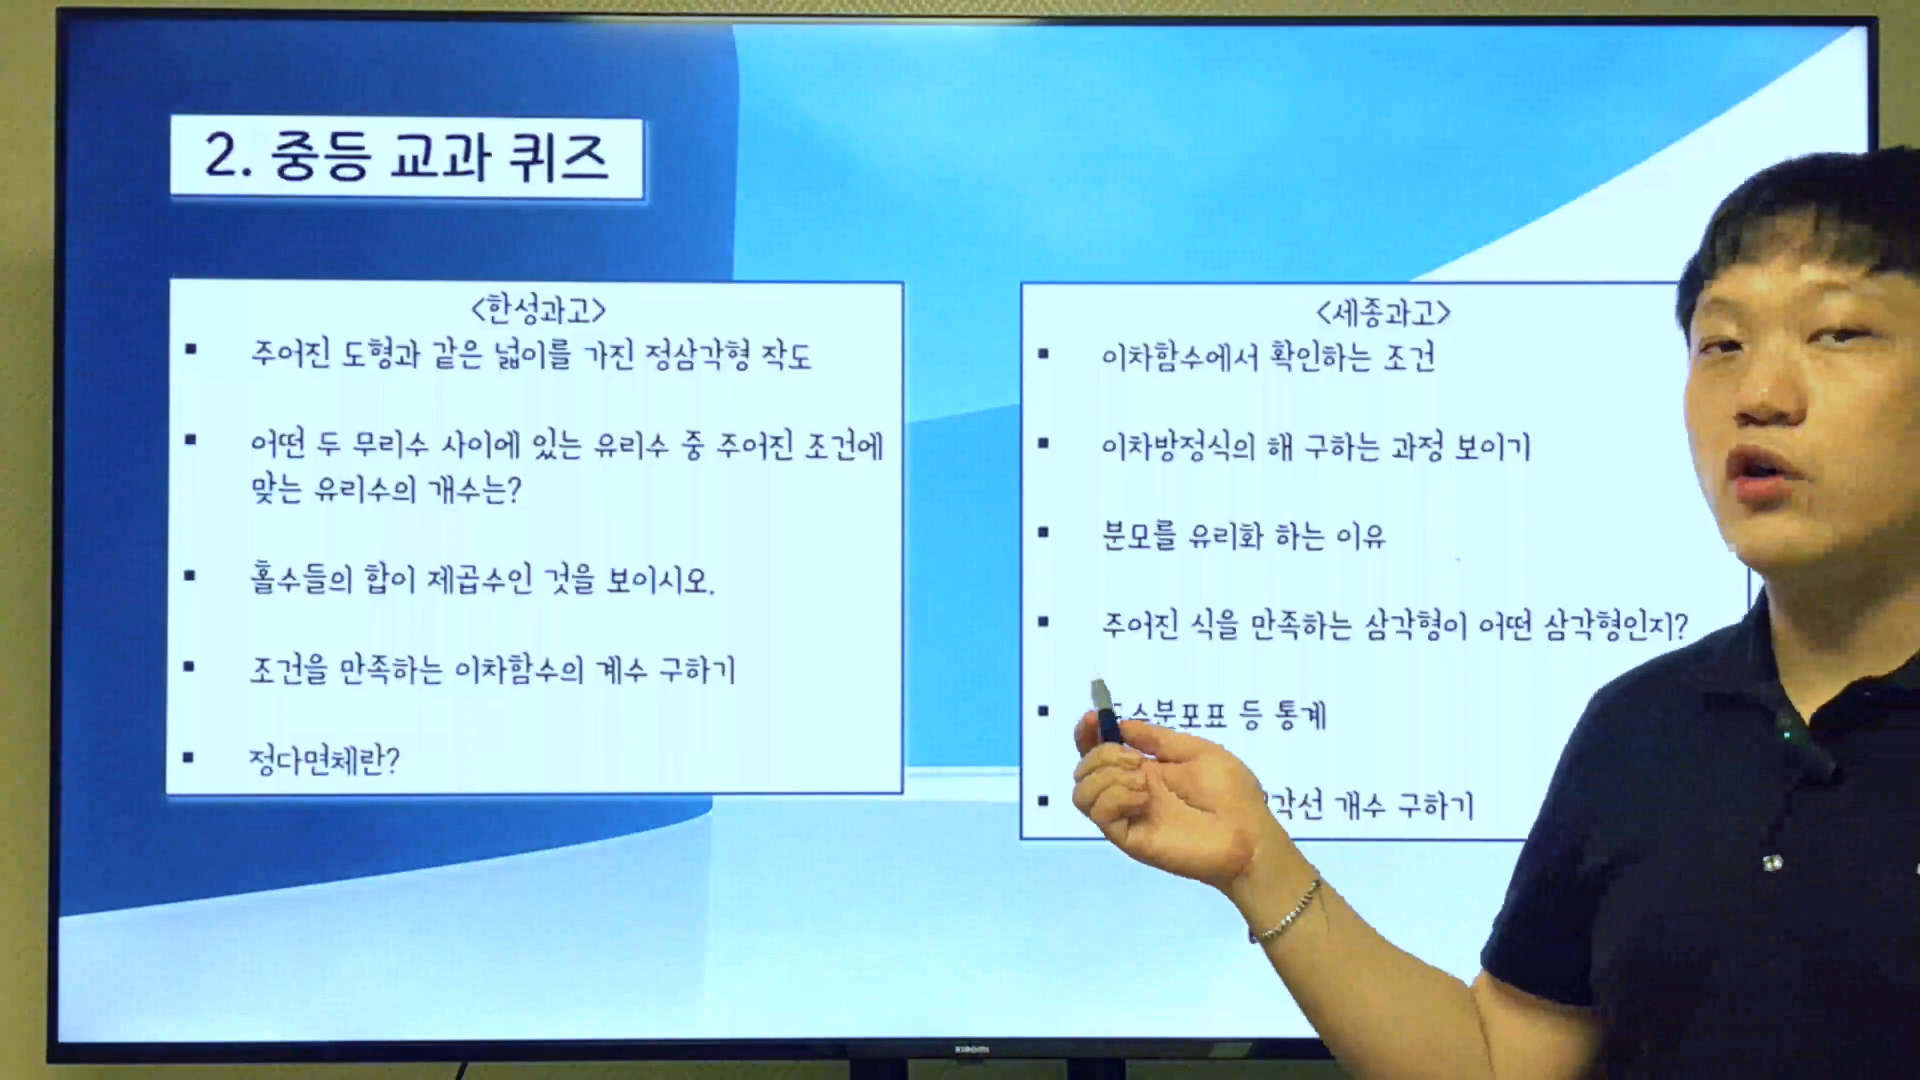 2. 중등 교과 퀴즈
<한성과고>
▪ 주어진 도형과 같은 넓이를 가진 정삼각형 작도
▪ 어떤 두 무리수 사이에 있는 유리수 중 주어진 조건에
맞는 유리수의 개수는?
▪ 홀수들의 합이 제곱수인 것을 보이시오.
▪ 조건을 만족하는 이차함수의 계수 구하기
▪ 정다면체란?
<세종과고>
▪ 이차함수에서 확인하는 조건
▪ 이차방정식의 해 구하는 과정 보이기
▪ 분모를 유리화 하는 이유
▪ 주어진 식을 만족하는 삼각형이 어떤 삼각형인지?
▪ 등 통계
▪ 개수 구하기
XIAOMI